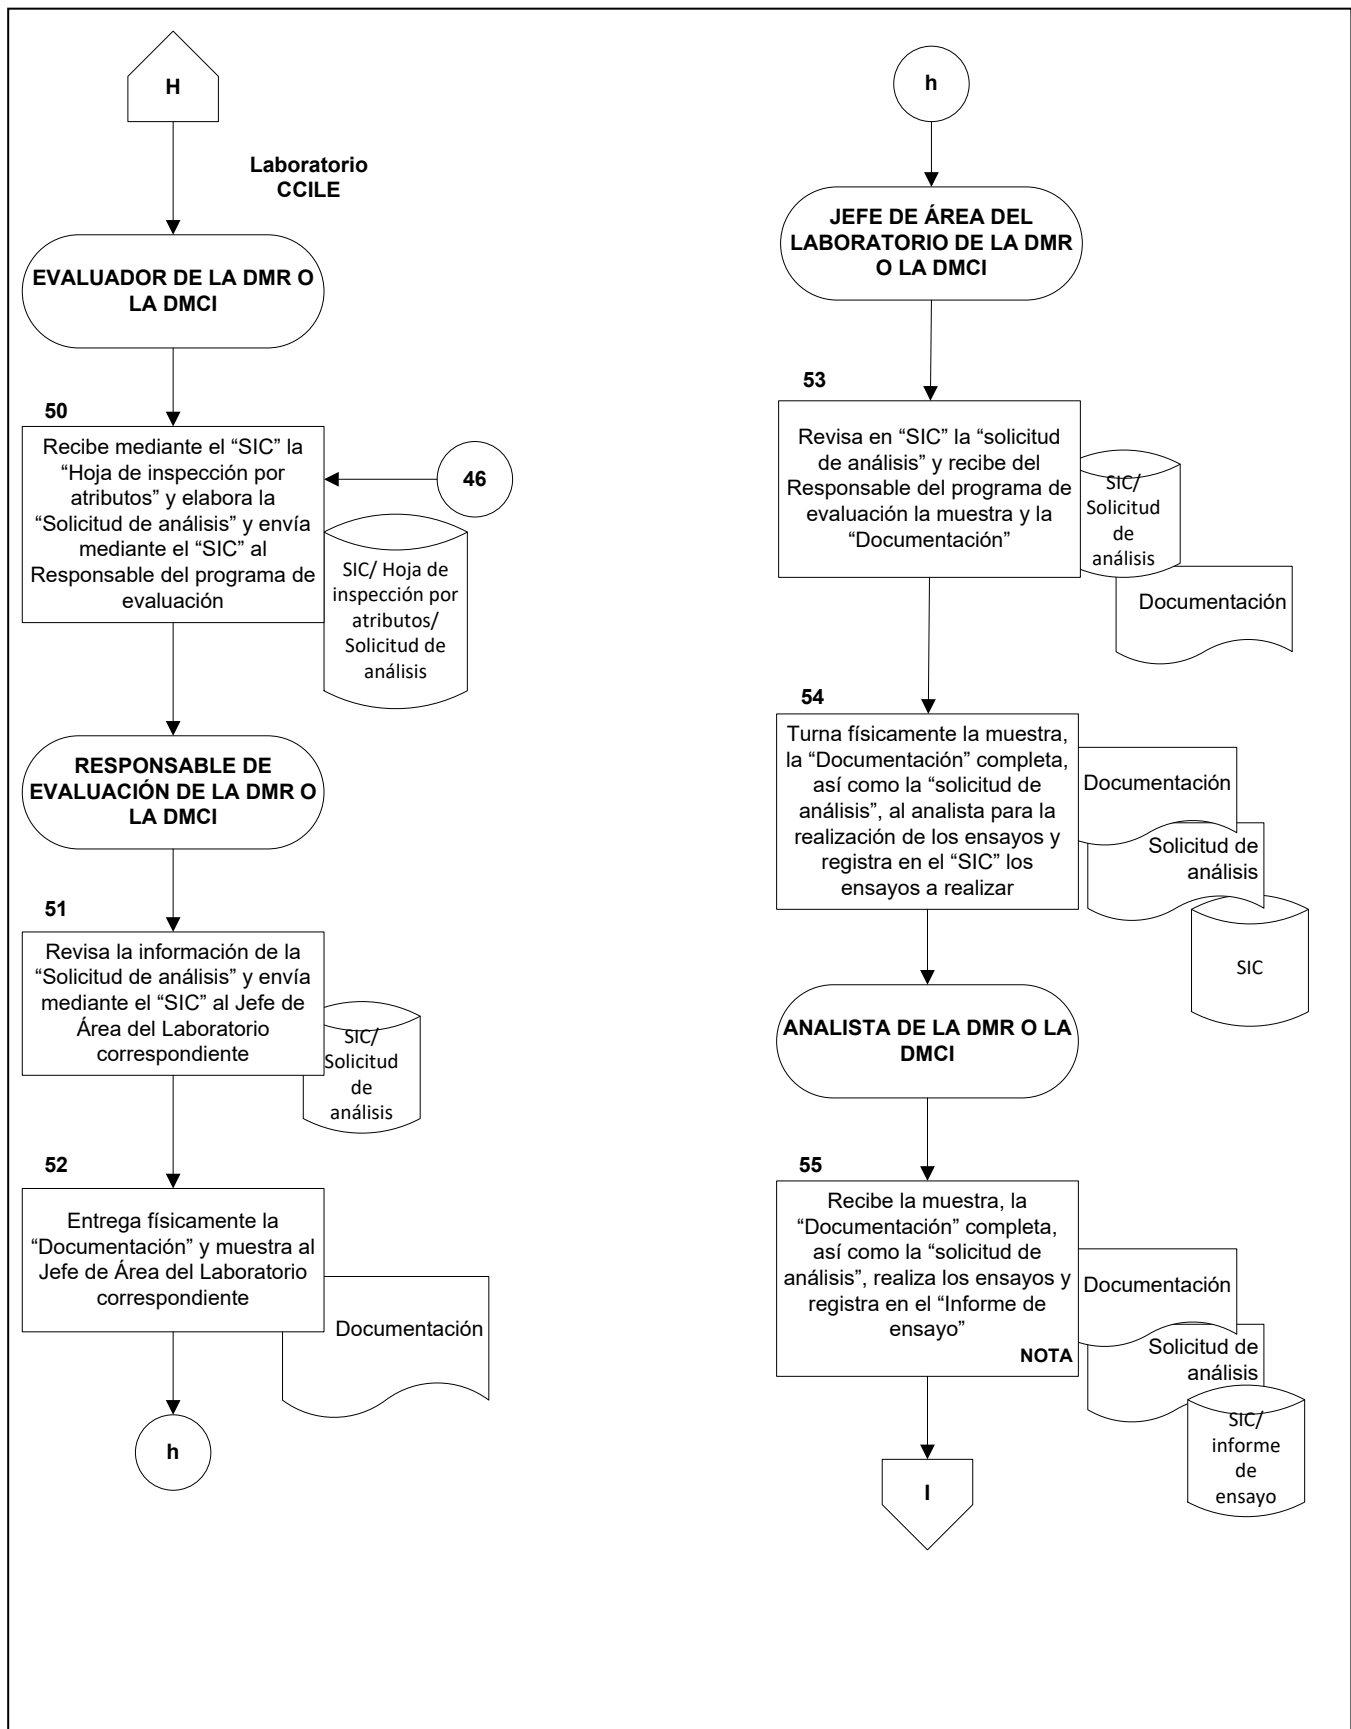 H
Laboratorio
CCILE
EVALUADOR DE LA DMR O
LA DMCI
50
Recibe mediante el “SIC” la
“Hoja de inspección por
atributos” y elabora la
“Solicitud de análisis” y envía
mediante el “SIC” al
Responsable del programa de
evaluación
46
SIC/ Hoja de
inspección por
atributos/
Solicitud de
análisis
RESPONSABLE DE
EVALUACIÓN DE LA DMR O
LA DMCI
51
Revisa la información de la
“Solicitud de análisis” y envía
mediante el “SIC” al Jefe de
Área del Laboratorio
correspondiente
SIC/
Solicitud
de
análisis
52
Entrega físicamente la
“Documentación” y muestra al
Jefe de Área del Laboratorio
correspondiente
Documentación
h
h
JEFE DE ÁREA DEL
LABORATORIO DE LA DMR
O LA DMCI
53
Revisa en “SIC” la “solicitud
de análisis” y recibe del
Responsable del programa de
evaluación la muestra y la
“Documentación”
SIC/
Solicitud
de
análisis
Documentación
54
Turna físicamente la muestra,
la “Documentación” completa,
así como la “solicitud de
análisis”, al analista para la
realización de los ensayos y
registra en el “SIC” los
ensayos a realizar
Documentación
Solicitud de
análisis
SIC
ANALISTA DE LA DMR O LA
DMCI
55
Recibe la muestra, la
“Documentación” completa,
así como la “solicitud de
análisis”, realiza los ensayos y
registra en el “Informe de
ensayo”
NOTA
Documentación
Solicitud de
análisis
SIC/
informe
de
ensayo
I